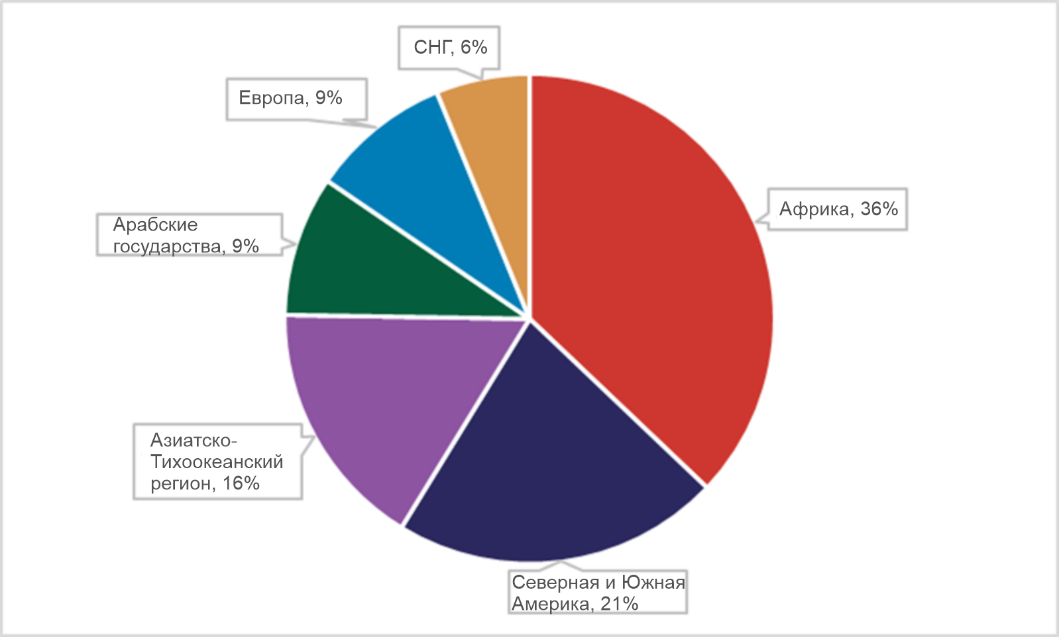 СНГ, 6%
Европа, 9%
Африка, 36%
Арабские
государства, 9%
Азиатско-
Тихоокеанский
регион, 16%
Северная и Южная
Америка, 21%